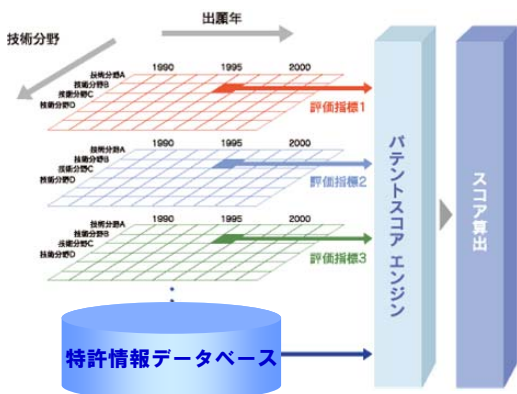 出願年
技術分野
1990 1995 2000
技術分野A
技術分野B
技術分野C
技術分野D
評価指標1
1990 1995 2000
技術分野A
技術分野B
技術分野C
技術分野D
評価指標2
1990 1995 2000
技術分野A
技術分野B
技術分野C
技術分野D
評価指標3
特許情報データベース
パテントスコア エンジン
スコア算出